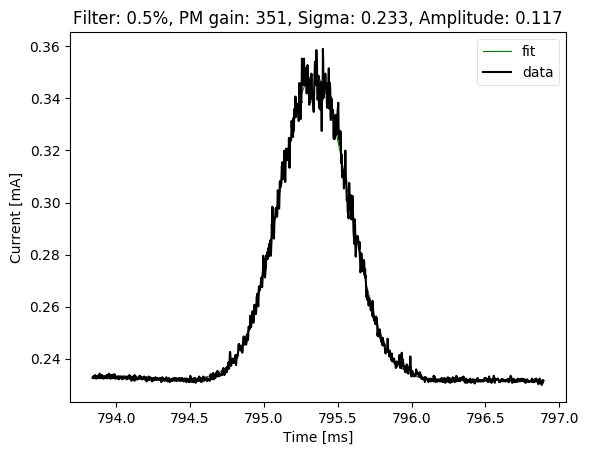 Filter: 0.5%, PM gain: 351, Sigma: 0.233, Amplitude: 0.117
fit
data
0.36
0.34
0.32
0.30
0.28
0.26
0.24
Current [mA]
794.0 794.5 795.0 795.5 796.0 796.5 797.0
Time [ms]